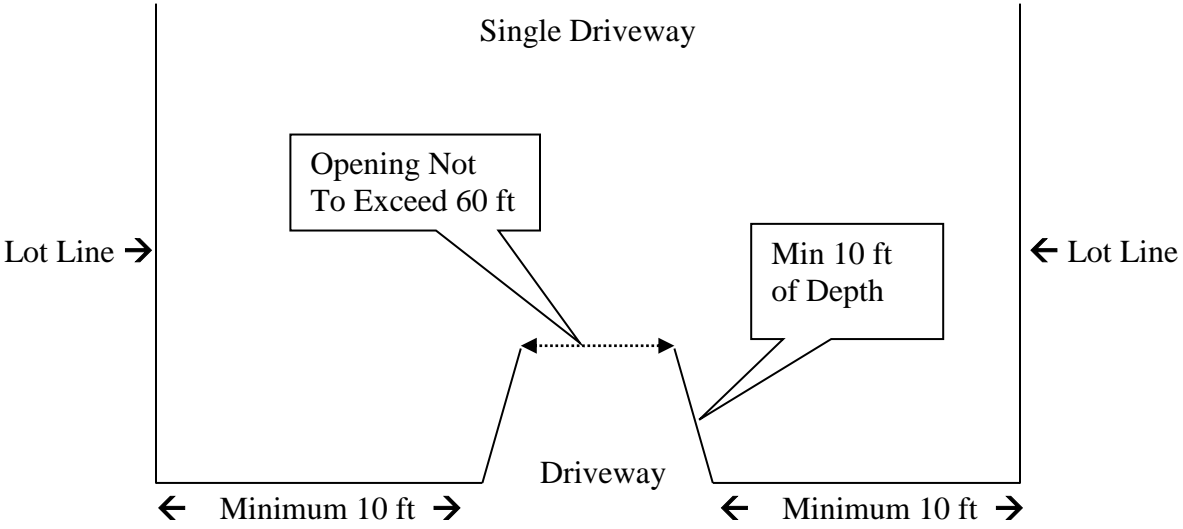 Single Driveway
Opening Not
To Exceed 60 ft
Lot Line →
Min 10 ft
of Depth
← Lot Line
Driveway
← Minimum 10 ft →
← Minimum 10 ft →